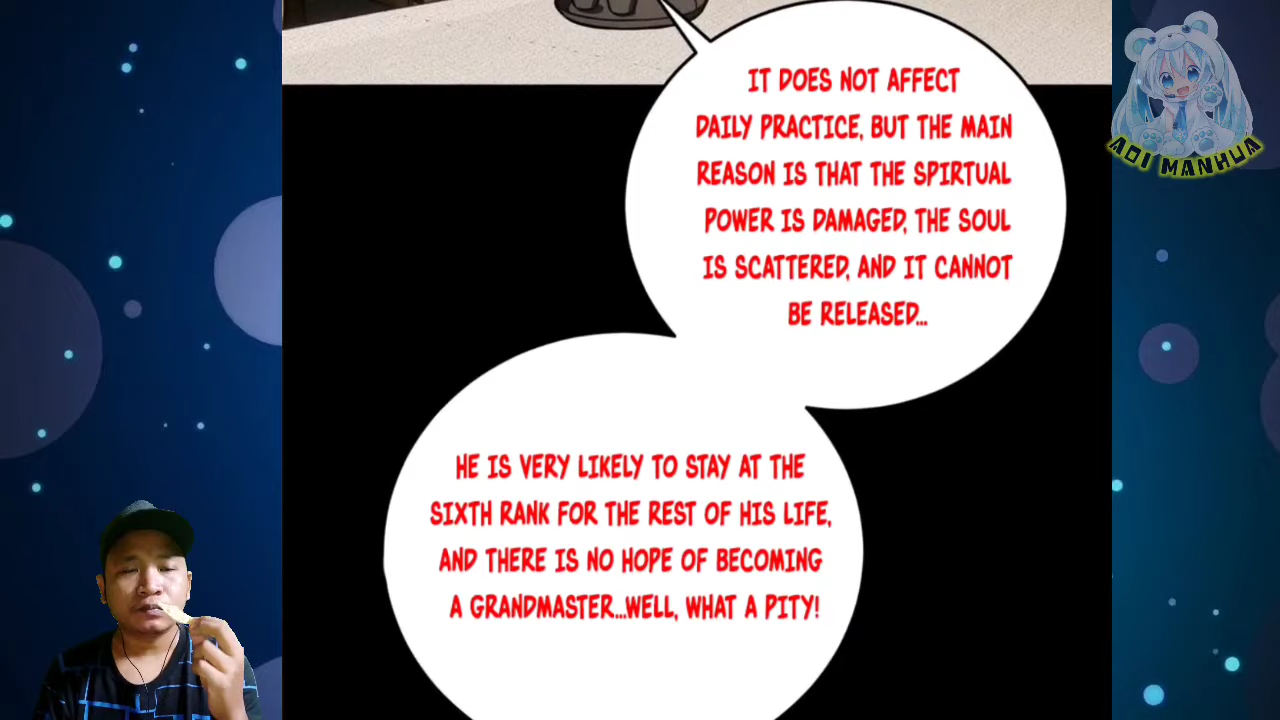 IT DOES NOT AFFECT
DAILY PRACTICE, BUT THE MAIN
REASON IS THAT THE SPIRTUAL
POWER IS DAMAGED, THE SOUL
IS SCATTERED, AND IT CANNOT
BE RELEASED...
HE IS VERY LIKELY TO STAY AT THE
SIXTH RANK FOR THE REST OF HIS LIFE,
AND THERE IS NO HOPE OF BECOMING
A GRANDMASTER...WELL, WHAT A PITY!
AOI MANHUA